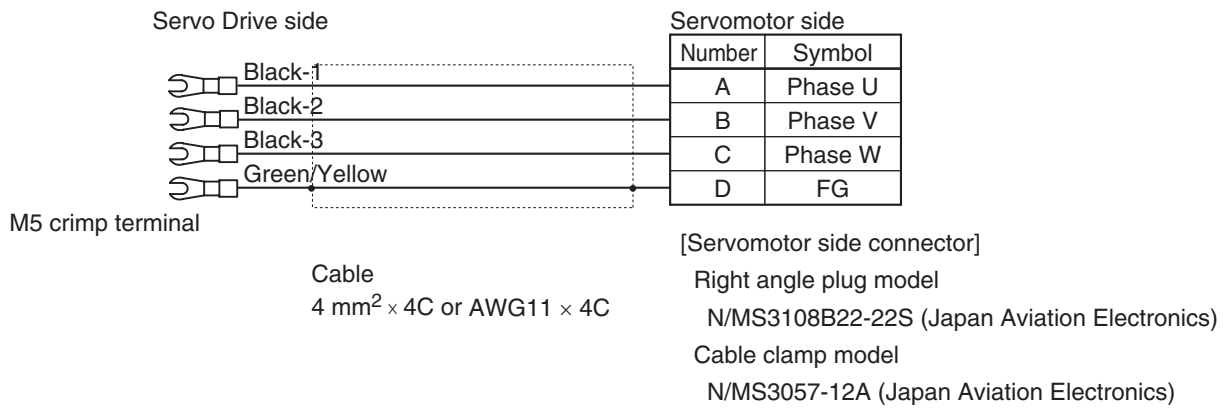 Servo Drive side
Servomotor side
Number Symbol
Black-1
A Phase U
Black-2
B Phase V
Black-3
C Phase W
Green/Yellow
D FG
M5 crimp terminal
[Servomotor side connector]
Cable
Right angle plug model
4 mm² × 4C or AWG11 × 4C
N/MS3108B22-22S (Japan Aviation Electronics)
Cable clamp model
N/MS3057-12A (Japan Aviation Electronics)